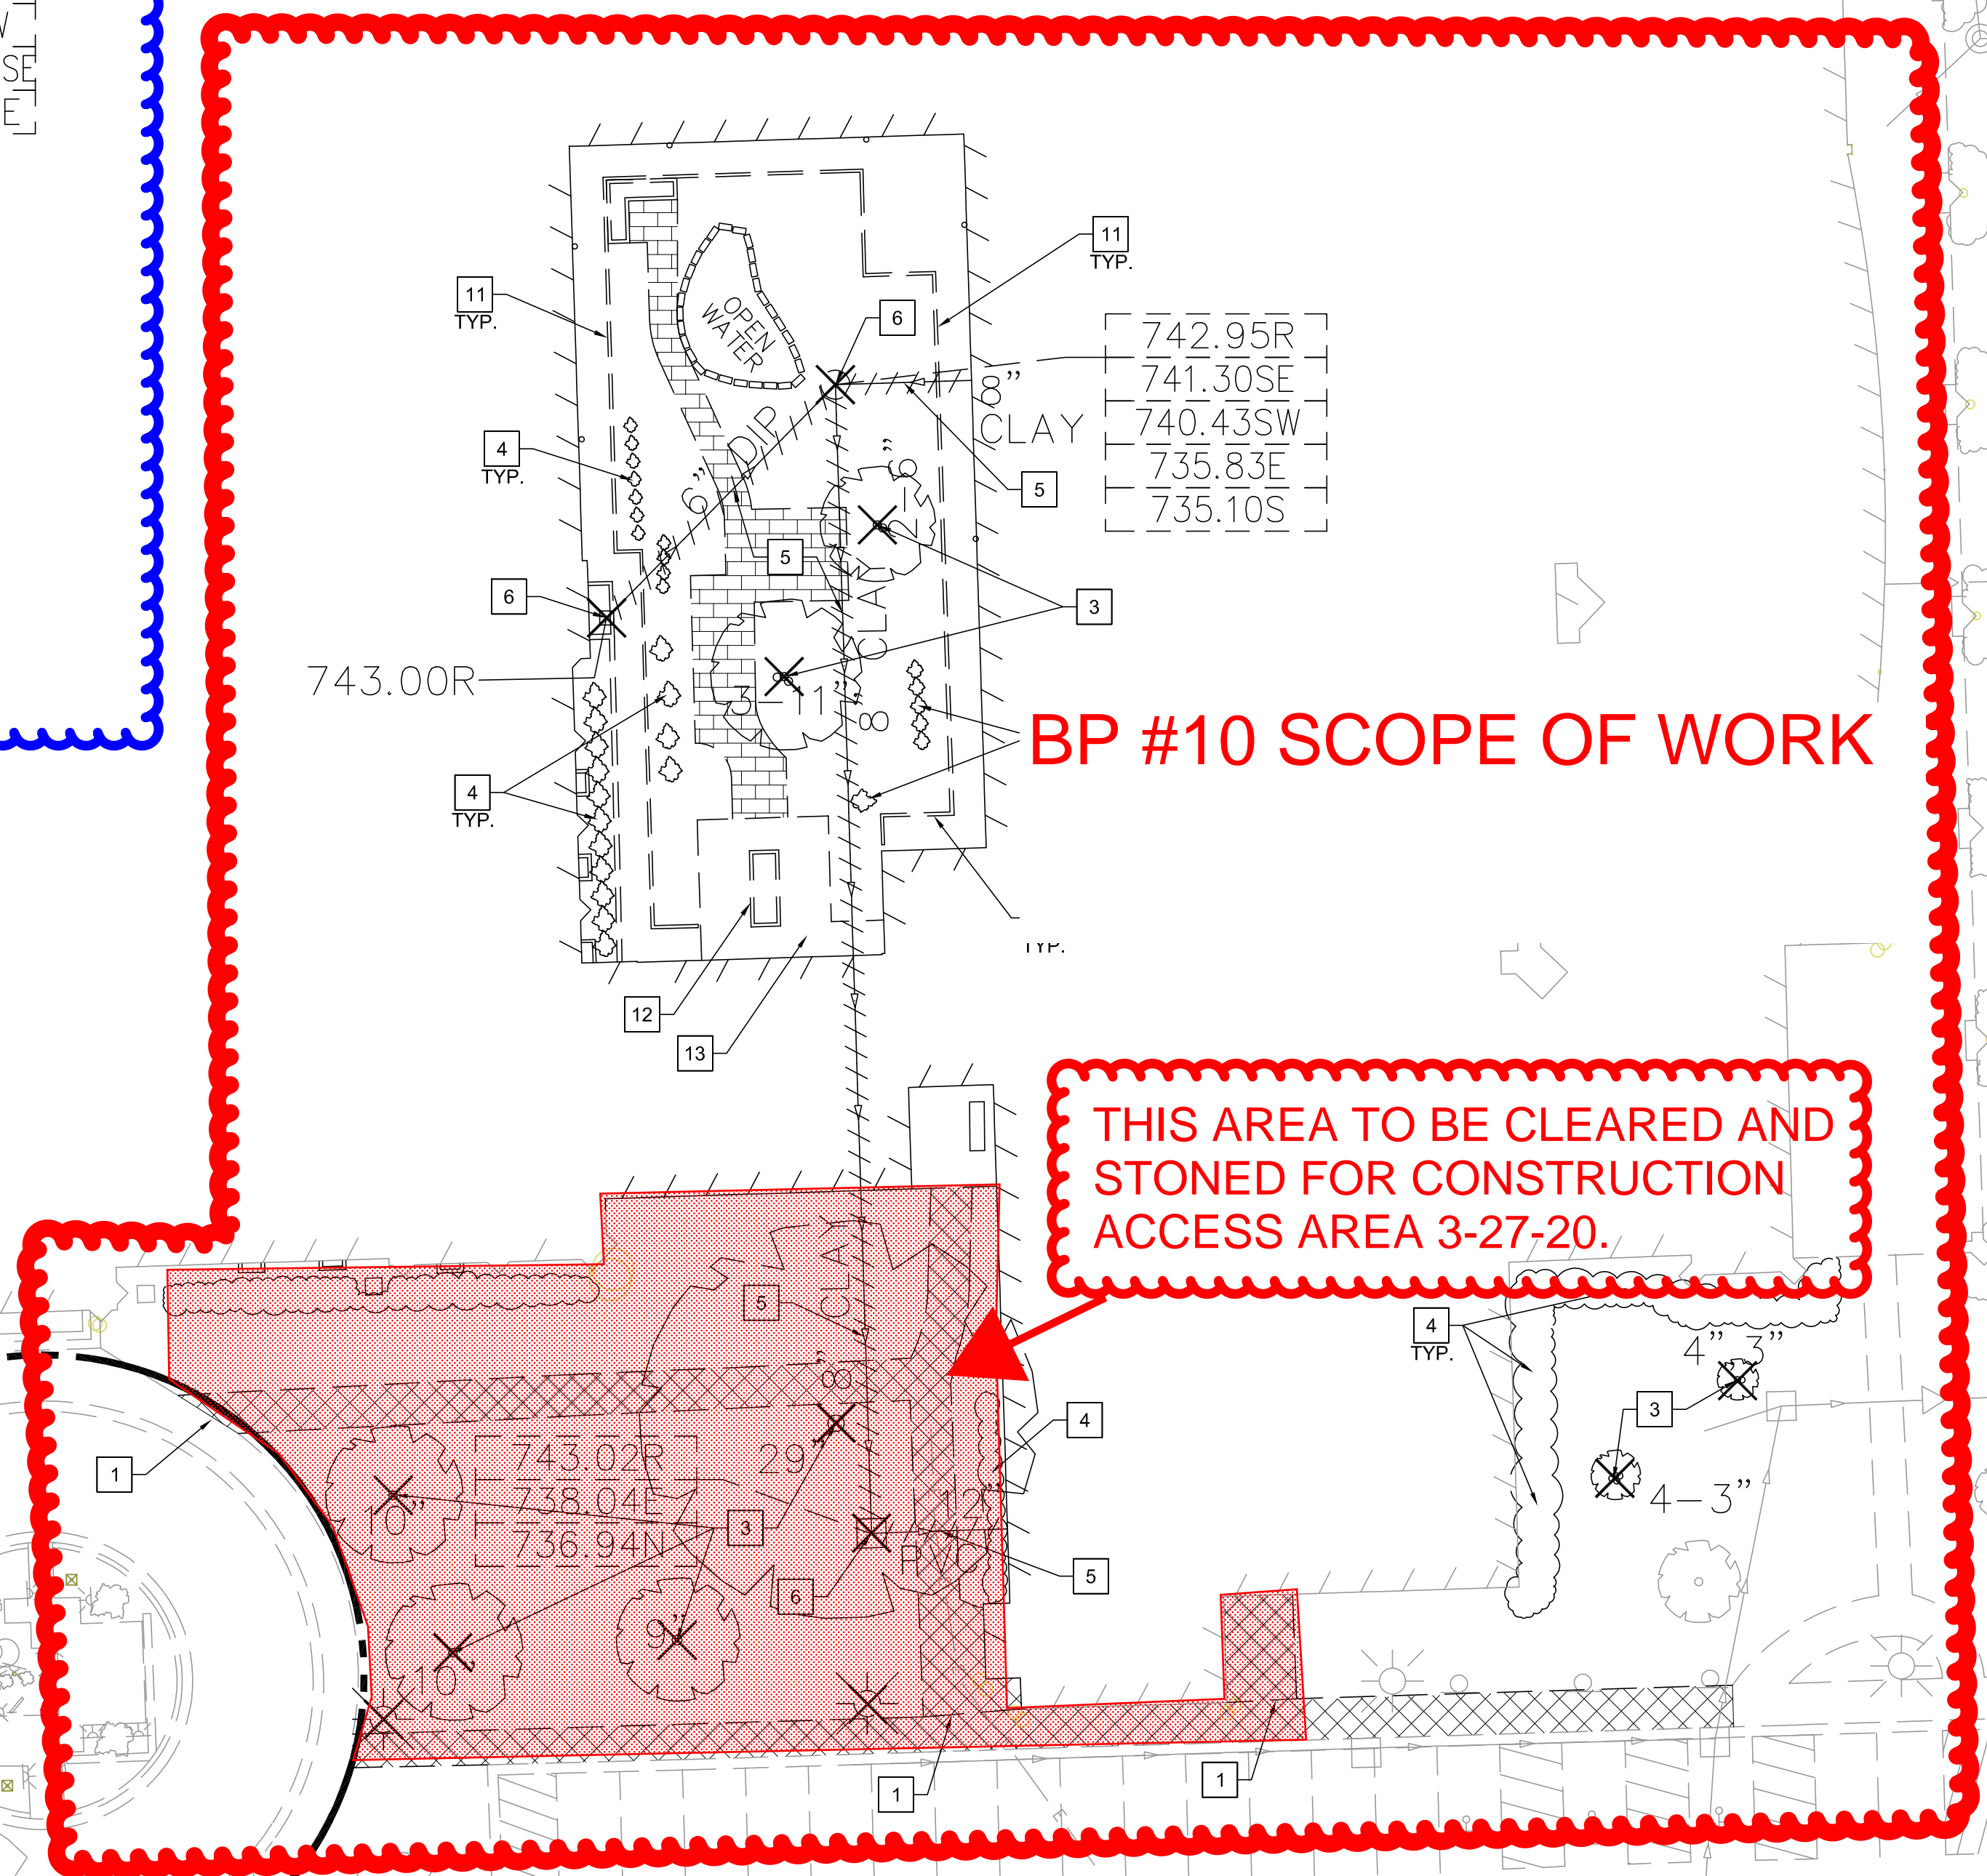 SE
E
11
TYP.
11
TYP.
6
OPEN
WATER
742.95R
741.30SE
740.43SW
735.83E
735.10S
8"
CLAY
4
TYP.
6" DIP
2-6"
5
5
6
3
743.00R
3-11"
8" CLAY
BP #10 SCOPE OF WORK
4
TYP.
TYP.
12
13
THIS AREA TO BE CLEARED AND
STONED FOR CONSTRUCTION
ACCESS AREA 3-27-20.
5
8" CLAY
4
TYP.
4" 3"
3
4
1
743.02R
738.04E
736.94N
29"
10"
3
12"
PVC
4-3"
5
6
9"
10"
1
1
E